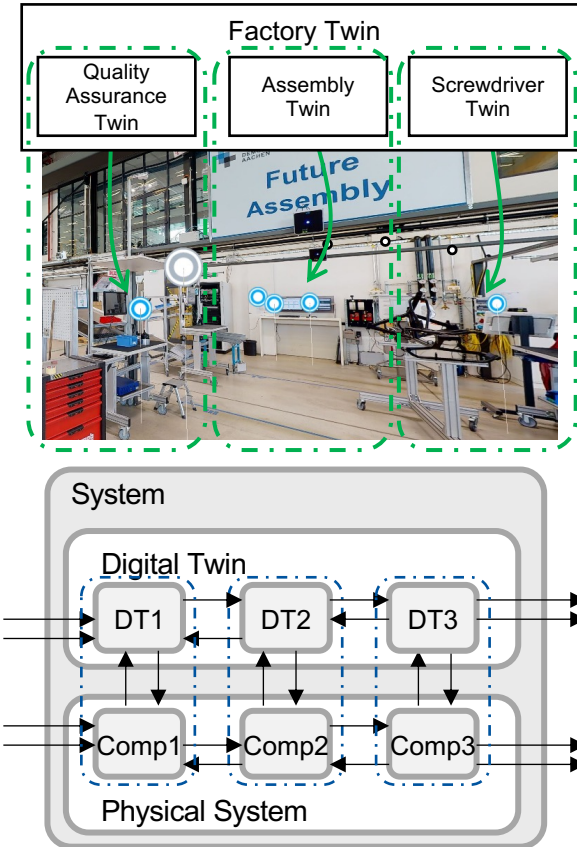 Factory Twin
Quality
Assurance
Twin
Assembly
Twin
Screwdriver
Twin
AACHEN
Future
Assembly
System
Digital Twin
DT1
DT2
DT3
Comp1
Comp2
Comp3
Physical System